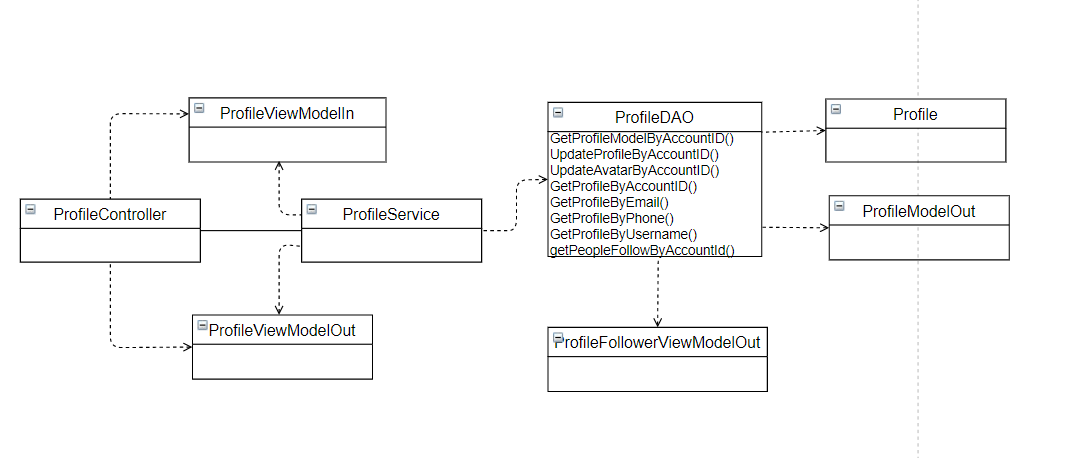 ProfileViewModelIn
ProfileDAO
GetProfileModelByAccountID()
UpdateProfileByAccountID()
UpdateAvatarByAccountID()
GetProfileByAccountID()
GetProfileByEmail()
GetProfileByPhone()
GetProfileByUsername()
getPeopleFollowByAccountId()
Profile
ProfileModelOut
ProfileController
ProfileService
ProfileViewModelOut
ProfileFollowerViewModelOut